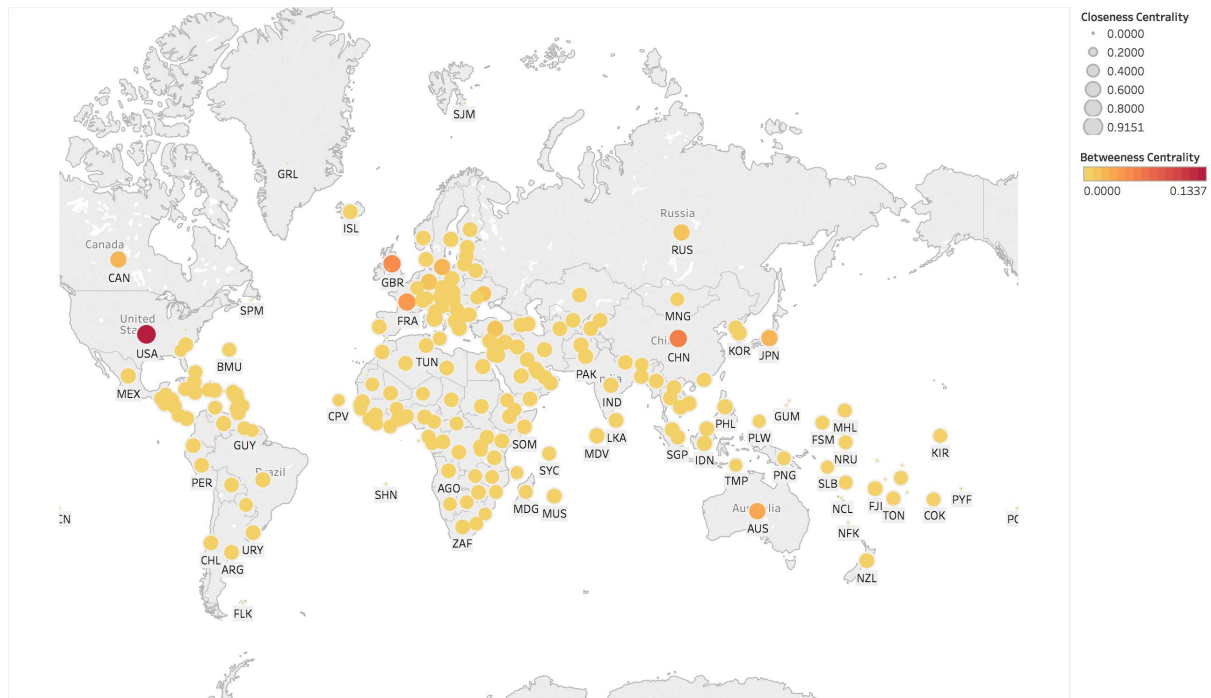 Closeness Centrality
0.0000
0.2000
0.4000
0.6000
0.8000
0.9151
Betweeness Centrality
0.0000 0.1337
SJM
GRL
ISL
Russia
RUS
Canada
CAN
GBR
SPM
FRA
MNG
United
USA
BMU
KOR
JPN
CHN
TUN
PAK
MEX
IND
CPV
GUM
PHL
MHL
PLW
FSM
KIR
GUY
SOM
LKA
MDV
SGP
IDN
NRU
SYC
PER
Brazil
TMP
PNG
SLB
SHN
AGO
MDG
MUS
Australia
AUS
NCL
FJI
TON
COK
PYF
NFK
ZAF
CHL
URY
ARG
NZL
FLK